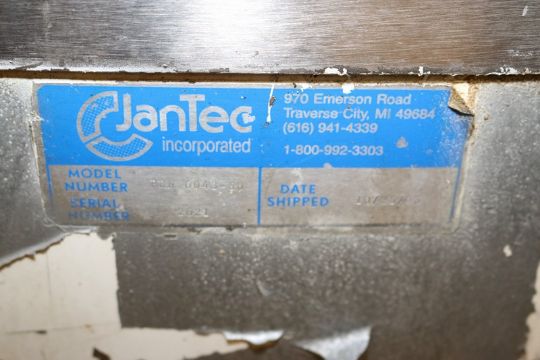 JanTec
incorporated
970 Emerson Road
Traverse City, MI 49684
(616) 941-4339
1-800-992-3303
MODEL
NUMBER
SERIAL
NUMBER 2621
DATE
SHIPPED